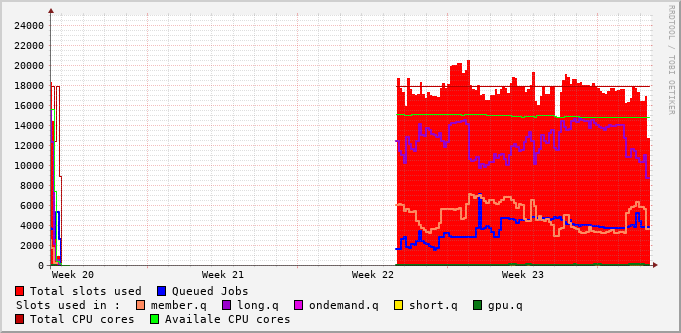 24000
22000
20000
18000
16000
14000
12000
10000
8000
6000
4000
2000
0
Week 20 Week 21 Week 22 Week 23
RRDTOOL / TOBI OETIKER
Total slots used Queued Jobs
Slots used in : member.q long.q ondemand.q short.q gpu.q
Total CPU cores Availale CPU cores